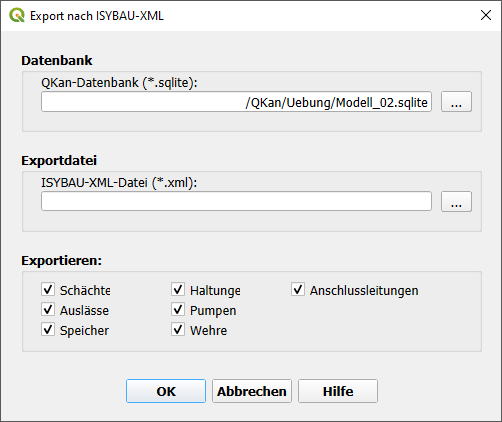 Export nach ISYBAU-XML
Datenbank
QKan-Datenbank (*.sqlite):
/QKan/Uebung/Modell_02.sqlite
...
Exportdatei
ISYBAU-XML-Datei (*.xml):
...
Exportieren:
Schächte Haltunge Anschlussleitungen
Auslässe Pumpen
Speicher Wehre
OK Abbrechen Hilfe